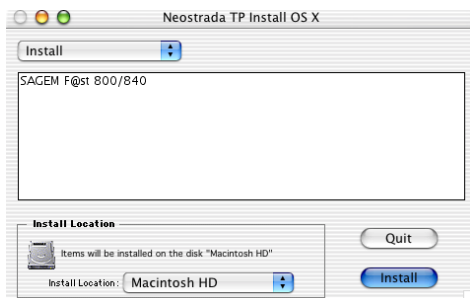 Neostrada TP Install OS X
Install
SAGEM F@st 800/840
Install Location
Items will be installed on the disk "Macintosh HD"
Install Location: Macintosh HD
Quit
Install